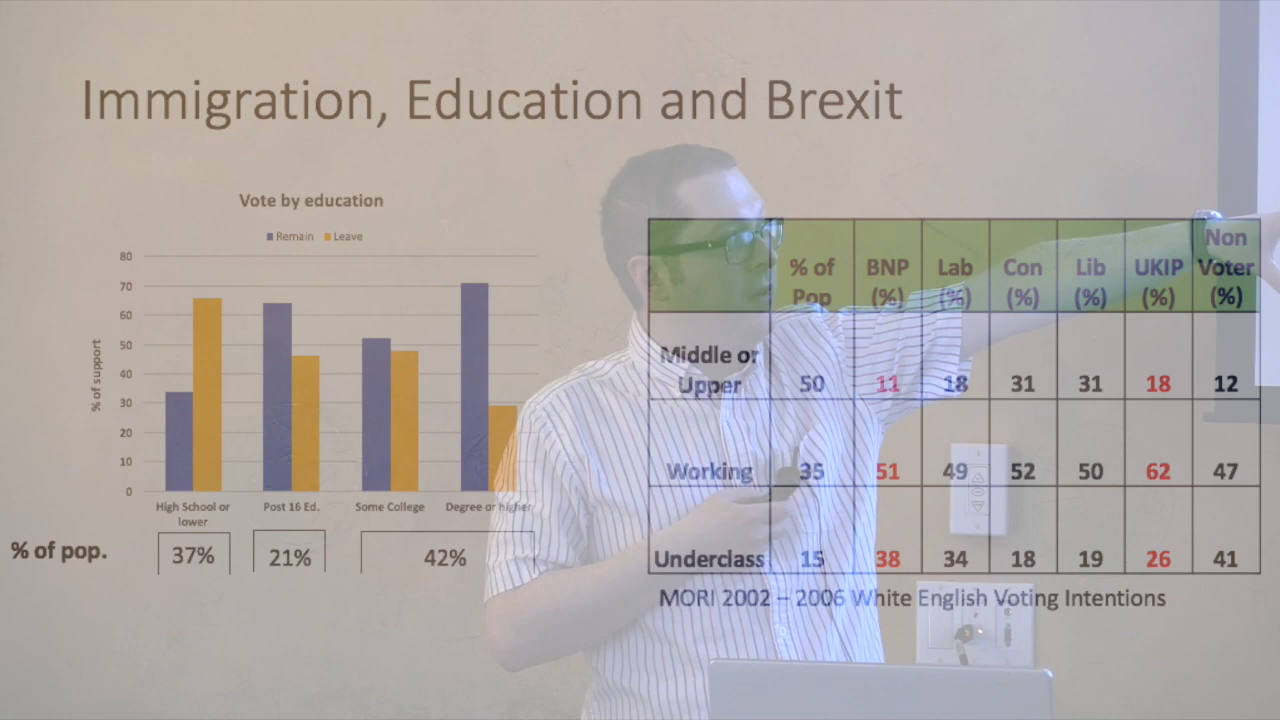 Immigration, Education and Brexit
Vote by education
Remain Leave
80
70
60
50
40
30
20
10
0
% of support
High School or
lower
Post 16 Ed.
Some College
Degree or higher
% of pop.
37%
21%
42%
% of Pop BNP (%) Lab (%) Con (%) Lib (%) UKIP (%) Non Voter (%)
Middle or Upper 50 11 18 31 31 18 12
Working 35 51 49 52 50 62 47
Underclass 15 38 34 18 19 26 41
MORI 2002 – 2006 White English Voting Intentions